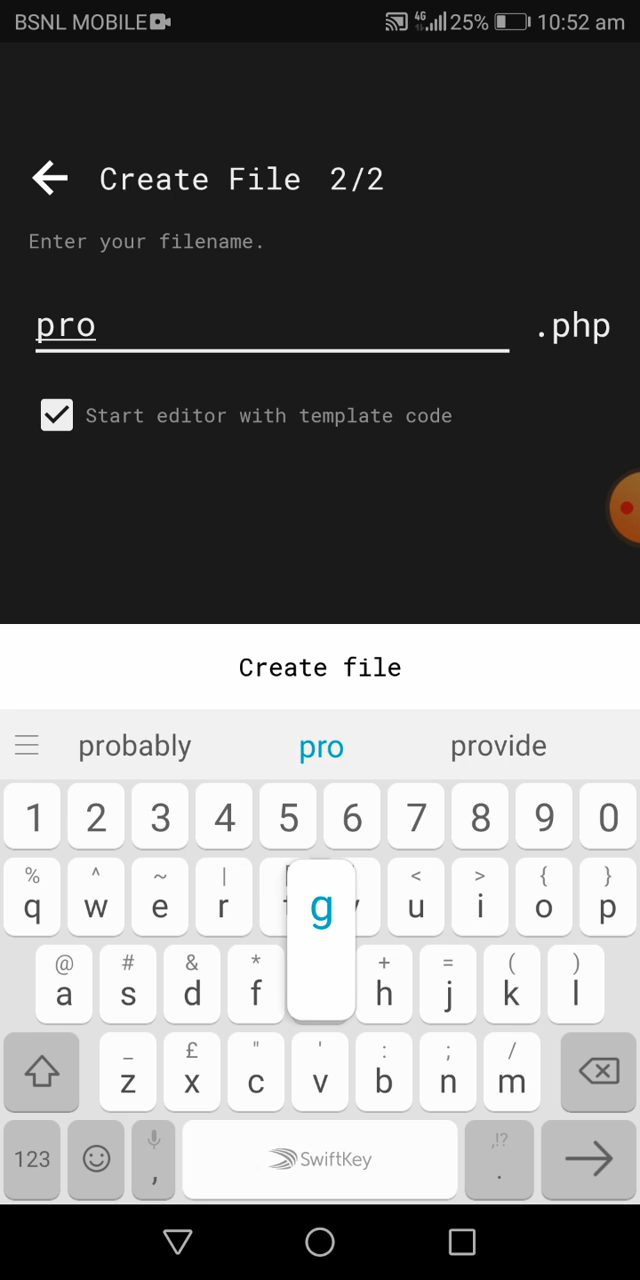 BSNL MOBILE 4G 25% 10:52 am
Create File 2/2
Enter your filename.
pro .php
Start editor with template code
Create file
probably pro provide
1 2 3 4 5 6 7 8 9 0
% ^ ~ | < > { }
q w e r u i o p
g
@ # & * + = ( )
a s d f h j k l
_ £ " ' : ; /
z x c v b n m
123 , SwiftKey ,!? .